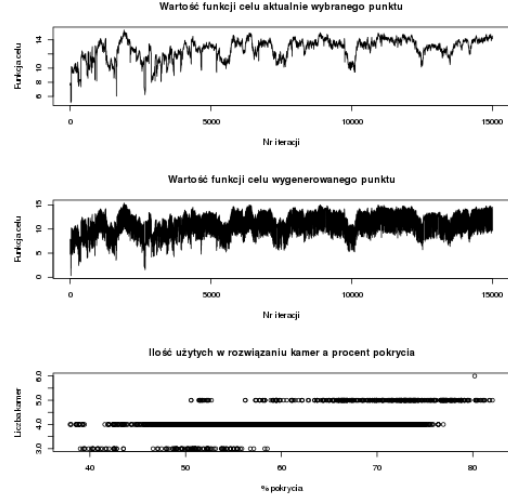 Wartość funkcji celu aktualnie wybranego punktu
Funkcja celu
6 8 10 14
0 5000 10000 15000
Nr iteracji
Wartość funkcji celu wygenerowanego punktu
Funkcja celu
0 5 10 15
0 5000 10000 15000
Nr iteracji
Ilość użytych w rozwiązaniu kamer a procent pokrycia
Liczba kamer
3.0 4.0 5.0 6.0
40 50 60 70 80
% pokrycia